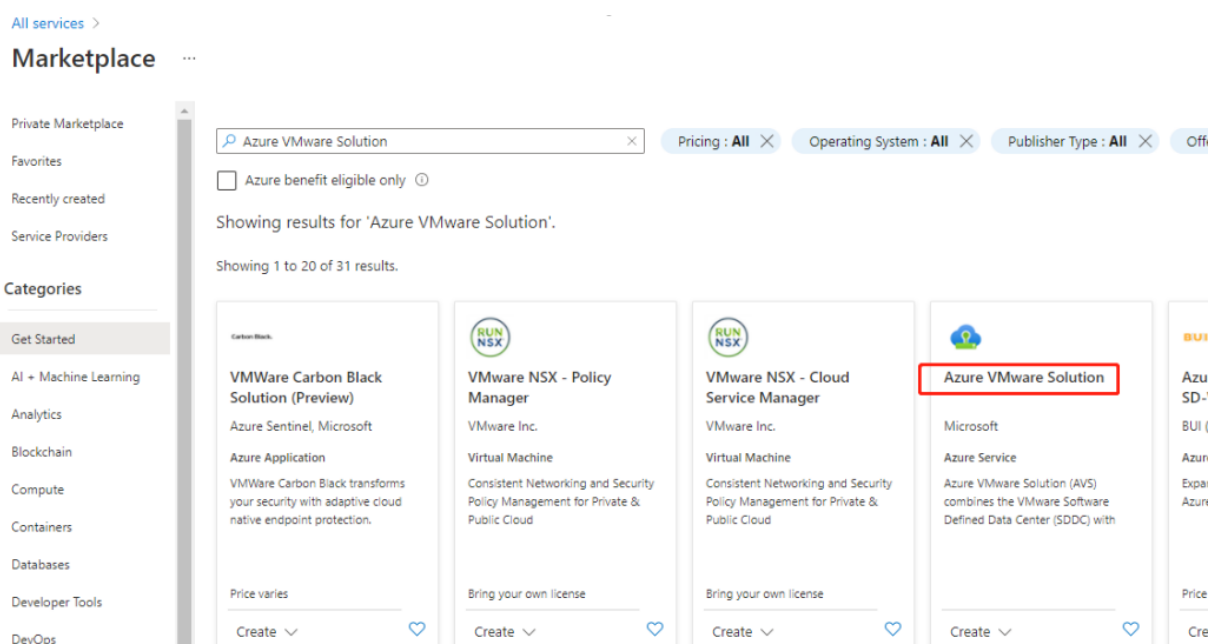 All services >
Marketplace ...
Private Marketplace
Favorites
Recently created
Service Providers
Categories
Get Started
AI + Machine Learning
Analytics
Blockchain
Compute
Containers
Databases
Developer Tools
DevOps
Azure VMware Solution
Pricing : All
Operating System : All
Publisher Type : All
Azure benefit eligible only
Showing results for 'Azure VMware Solution'.
Showing 1 to 20 of 31 results.
Carbon Black.
VMWare Carbon Black
Solution (Preview)
Azure Sentinel, Microsoft
Azure Application
VMWare Carbon Black transforms
your security with adaptive cloud
native endpoint protection.
Price varies
Create
RUN
NSX
VMware NSX - Policy
Manager
VMware Inc.
Virtual Machine
Consistent Networking and Security
Policy Management for Private &
Public Cloud
Bring your own license
Create
RUN
NSX
VMware NSX - Cloud
Service Manager
VMware Inc.
Virtual Machine
Consistent Networking and Security
Policy Management for Private &
Public Cloud
Bring your own license
Create
Azure VMware Solution
Microsoft
Azure Service
Azure VMware Solution (AVS)
combines the VMware Software
Defined Data Center (SDDC) with
Create
BUI
SD-
BUI (
Price